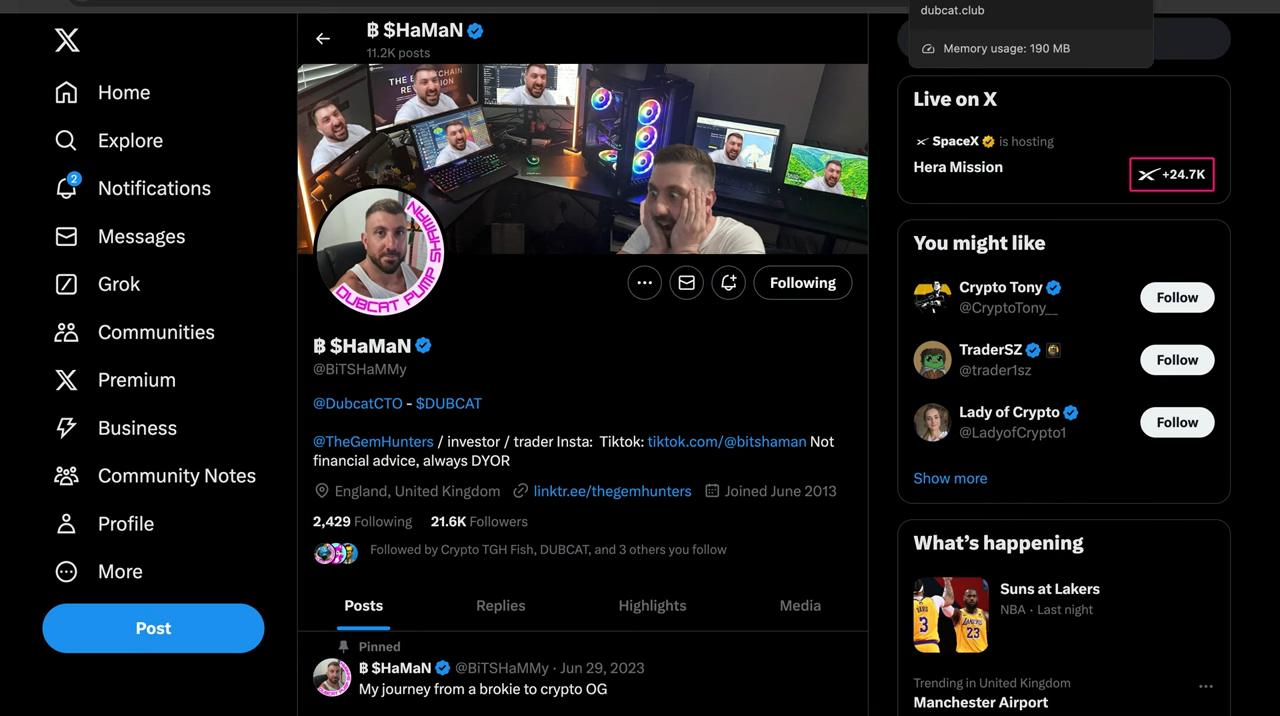 dubcat.club
Memory usage: 190 MB
Home
Explore
2
Notifications
Messages
Grok
Communities
Premium
Business
Community Notes
Profile
More
Post
฿ $HaMaN
11.2K posts
DUBCAT PUMP SHAMAN
Following
฿ $HaMaN
@BiTSHaMMy
@DubcatCTO - $DUBCAT
@TheGemHunters / investor / trader Insta: Tiktok: tiktok.com/@bitshaman Not
financial advice, always DYOR
England, United Kingdom linktr.ee/thegemhunters Joined June 2013
2,429 Following 21.6K Followers
Followed by Crypto TGH Fish, DUBCAT, and 3 others you follow
Posts Replies Highlights Media
Pinned
฿ $HaMaN @BiTSHaMMy · Jun 29, 2023
My journey from a brokie to crypto OG
Live on X
SpaceX is hosting
Hera Mission
+24.7K
You might like
Crypto Tony
@CryptoTony__
Follow
TraderSZ
@trader1sz
Follow
Lady of Crypto
@LadyofCrypto1
Follow
Show more
What's happening
Suns at Lakers
NBA · Last night
Trending in United Kingdom
Manchester Airport